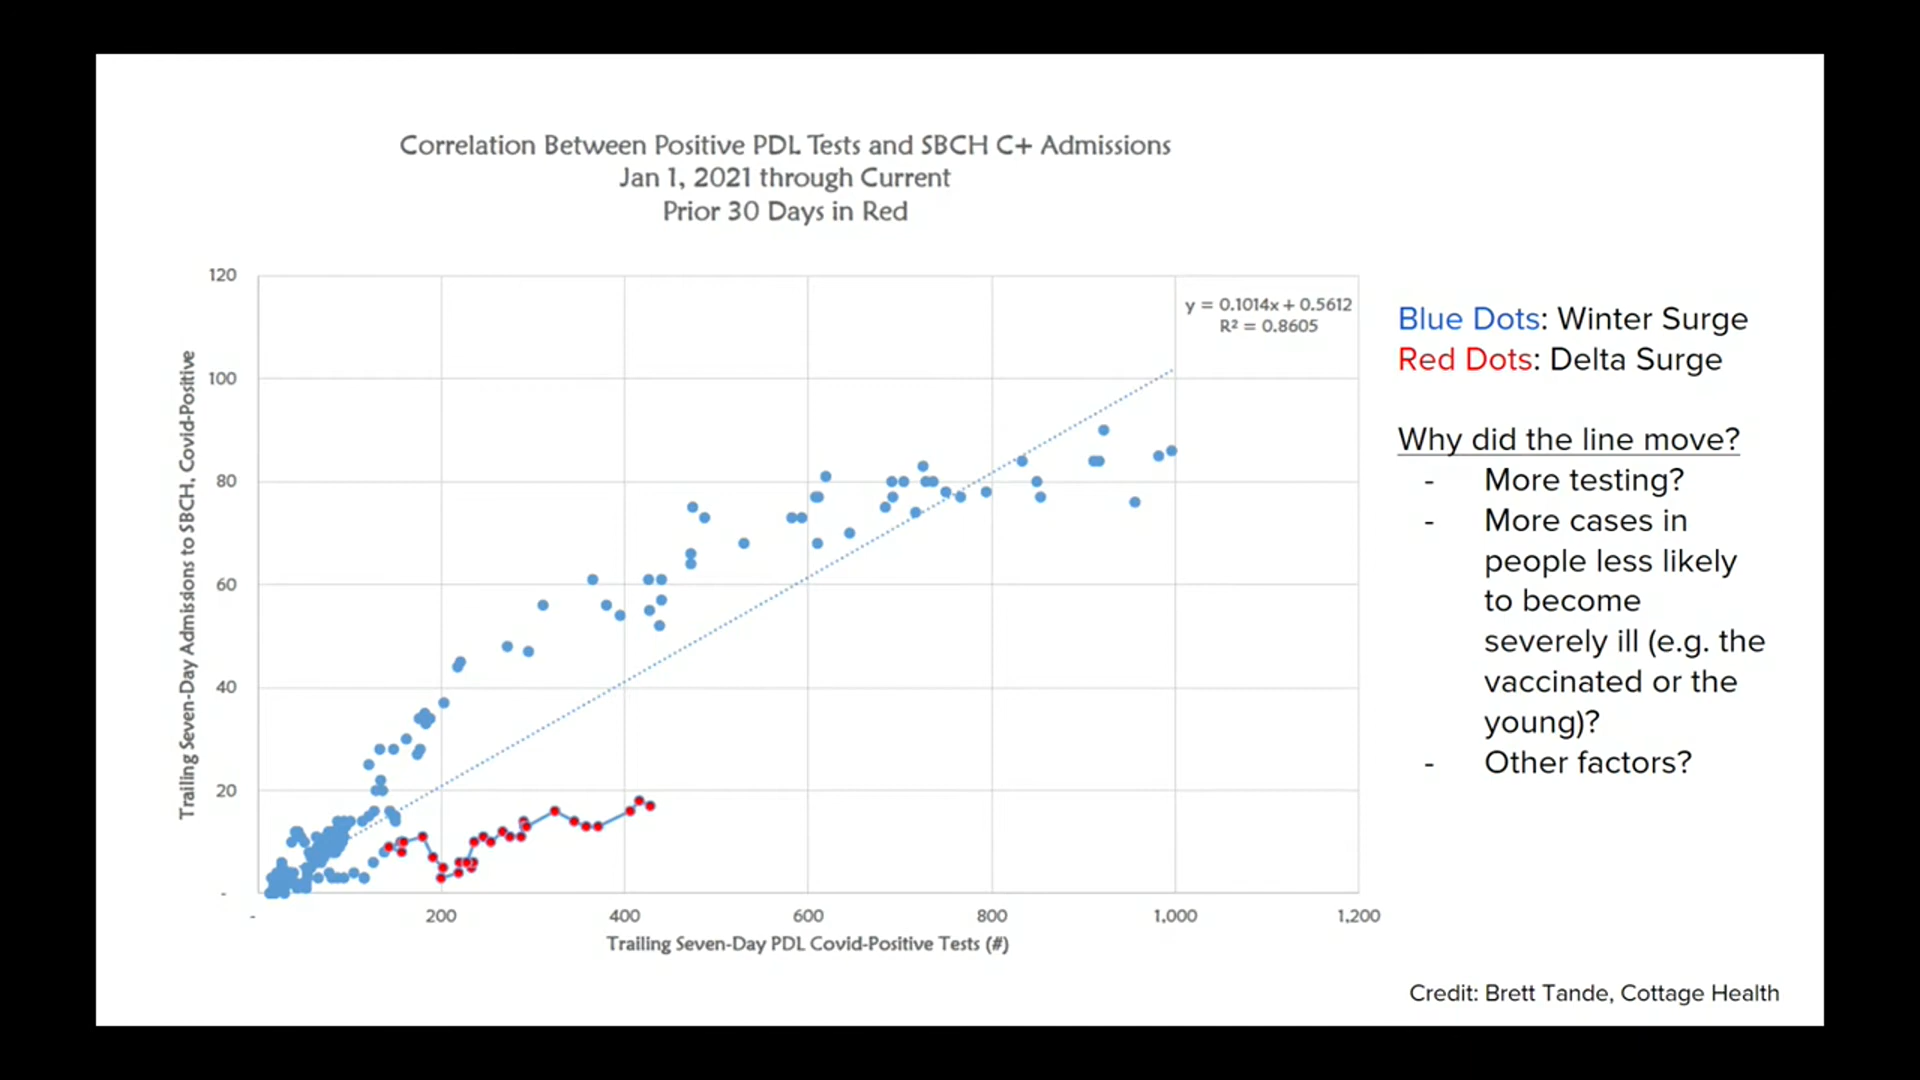 Correlation Between Positive PDL Tests and SBCH C+ Admissions
Jan 1, 2021 through Current
Prior 30 Days in Red
120
100
80
60
40
20
-
Trailing Seven-Day Admissions to SBCH, Covid-Positive
y = 0.1014x + 0.5612
R² = 0.8605
-
200
400
600
800
1,000
1,200
Trailing Seven-Day PDL Covid-Positive Tests (#)
Blue Dots: Winter Surge
Red Dots: Delta Surge
Why did the line move?
- More testing?
- More cases in
people less likely
to become
severely ill (e.g. the
vaccinated or the
young)?
- Other factors?
Credit: Brett Tande, Cottage Health